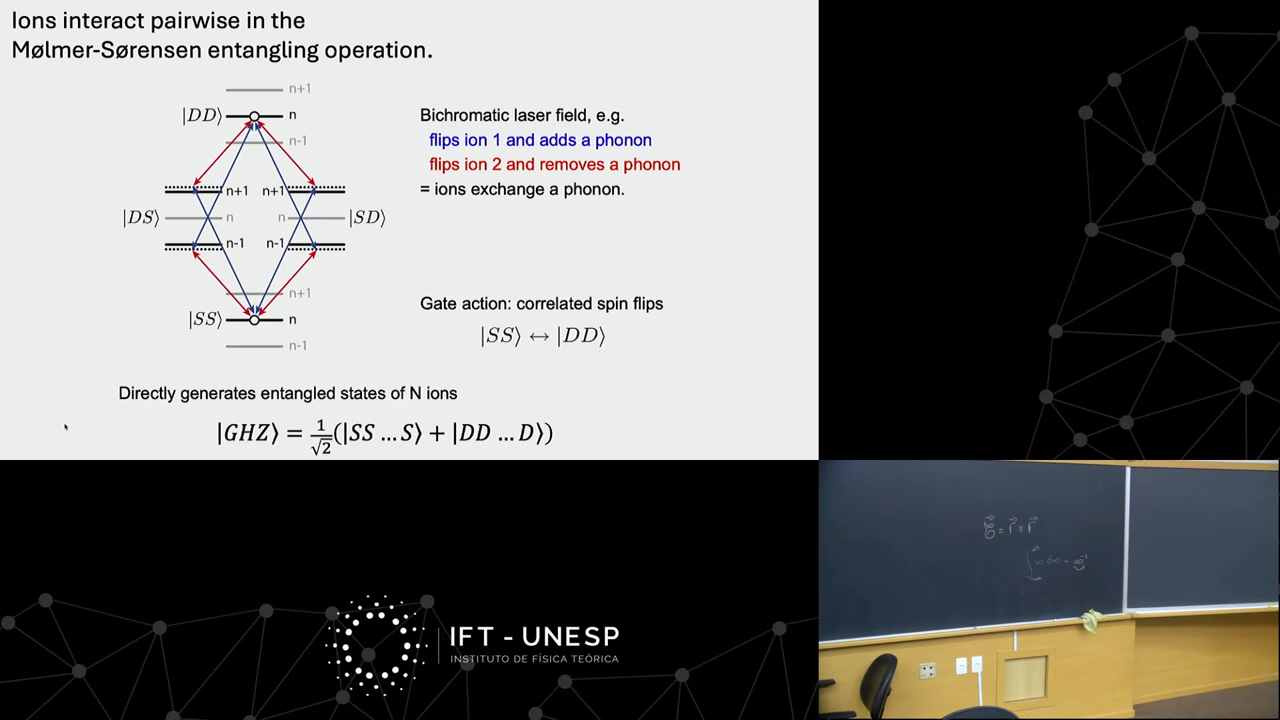 Ions interact pairwise in the
Mølmer-Sørensen entangling operation.
n+1
|DD⟩ n
n-1
n+1 n+1
|DS⟩ n n |SD⟩
n-1 n-1
n+1
|SS⟩ n
n-1
Bichromatic laser field, e.g.
flips ion 1 and adds a phonon
flips ion 2 and removes a phonon
= ions exchange a phonon.
Gate action: correlated spin flips
|SS⟩ ↔ |DD⟩
Directly generates entangled states of N ions
|GHZ⟩ = 1/√2 (|SS ... S⟩ + |DD ... D⟩)
IFT - UNESP
INSTITUTO DE FÍSICA TEÓRICA